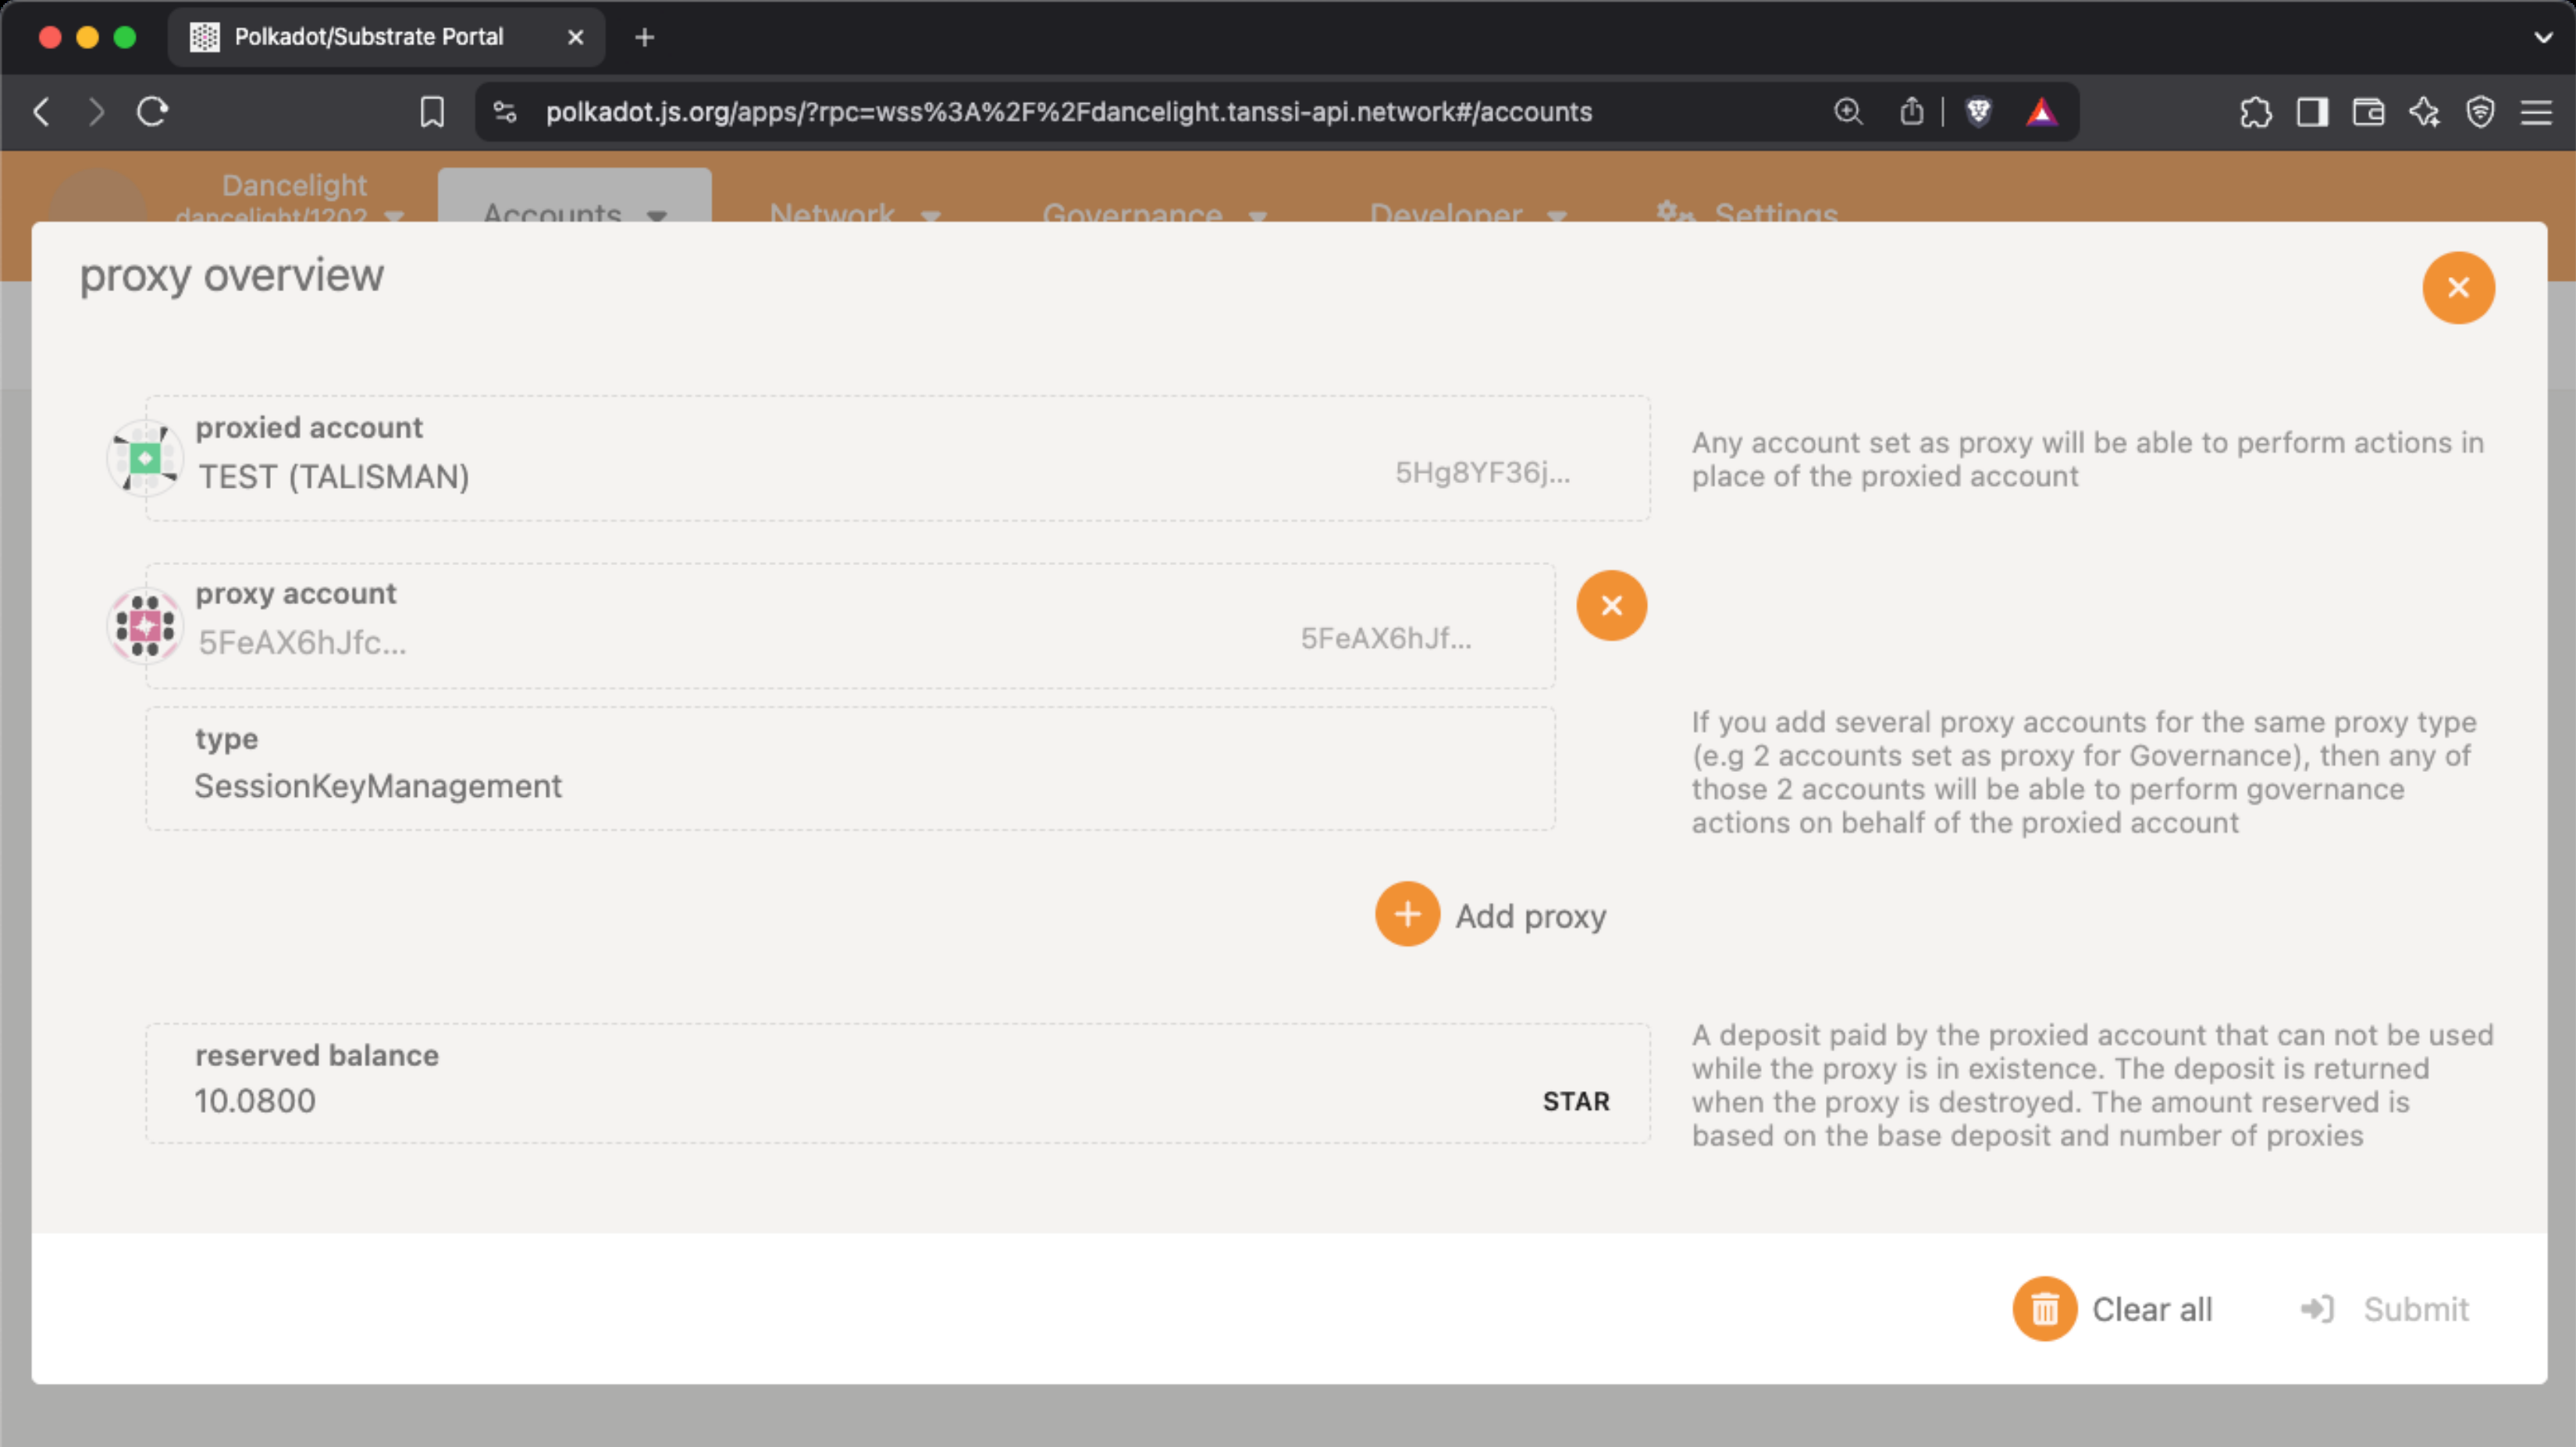 Polkadot/Substrate Portal
polkadot.js.org/apps/?rpc=wss%3A%2F%2Fdancelight.tanssi-api.network#/accounts
Dancelight
dancelight/1202
Accounts
Network
Governance
Developer
Settings
proxy overview
proxied account
TEST (TALISMAN)
5Hg8YF36j...
Any account set as proxy will be able to perform actions in
place of the proxied account
proxy account
5FeAX6hJfc...
5FeAX6hJf...
type
SessionKeyManagement
If you add several proxy accounts for the same proxy type
(e.g 2 accounts set as proxy for Governance), then any of
those 2 accounts will be able to perform governance
actions on behalf of the proxied account
Add proxy
reserved balance
10.0800
STAR
A deposit paid by the proxied account that can not be used
while the proxy is in existence. The deposit is returned
when the proxy is destroyed. The amount reserved is
based on the base deposit and number of proxies
Clear all
Submit